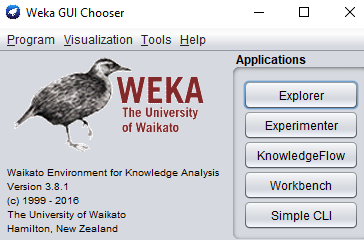 Weka GUI Chooser
Program Visualization Tools Help
Applications
WEKA
The University
of Waikato
Explorer
Experimenter
KnowledgeFlow
Workbench
Simple CLI
Waikato Environment for Knowledge Analysis
Version 3.8.1
(c) 1999 - 2016
The University of Waikato
Hamilton, New Zealand